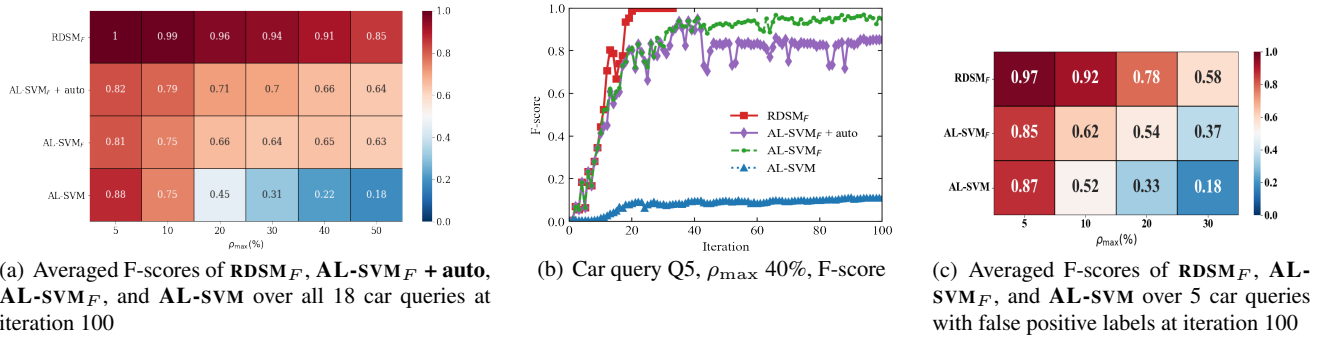 RDSM_F
1 0.99 0.96 0.94 0.91 0.85
AL-SVM_F + auto
0.82 0.79 0.71 0.7 0.66 0.64
AL-SVM_F
0.81 0.75 0.66 0.64 0.65 0.63
AL-SVM
0.88 0.75 0.45 0.31 0.22 0.18
5 10 20 30 40 50
ρ_max(%)
1.0
0.8
0.6
0.4
0.2
0.0
(a) Averaged F-scores of RDSM_F, AL-SVM_F + auto,
AL-SVM_F, and AL-SVM over all 18 car queries at
iteration 100
F-score
1.0
0.8
0.6
0.4
0.2
0.0
RDSM_F
AL-SVM_F + auto
AL-SVM_F
AL-SVM
0 20 40 60 80 100
Iteration
(b) Car query Q5, ρ_max 40%, F-score
RDSM_F
0.97 0.92 0.78 0.58
AL-SVM_F
0.85 0.62 0.54 0.37
AL-SVM
0.87 0.52 0.33 0.18
5 10 20 30
ρ_max(%)
1.0
0.8
0.6
0.4
0.2
0.0
(c) Averaged F-scores of RDSM_F, AL-
SVM_F, and AL-SVM over 5 car queries
with false positive labels at iteration 100